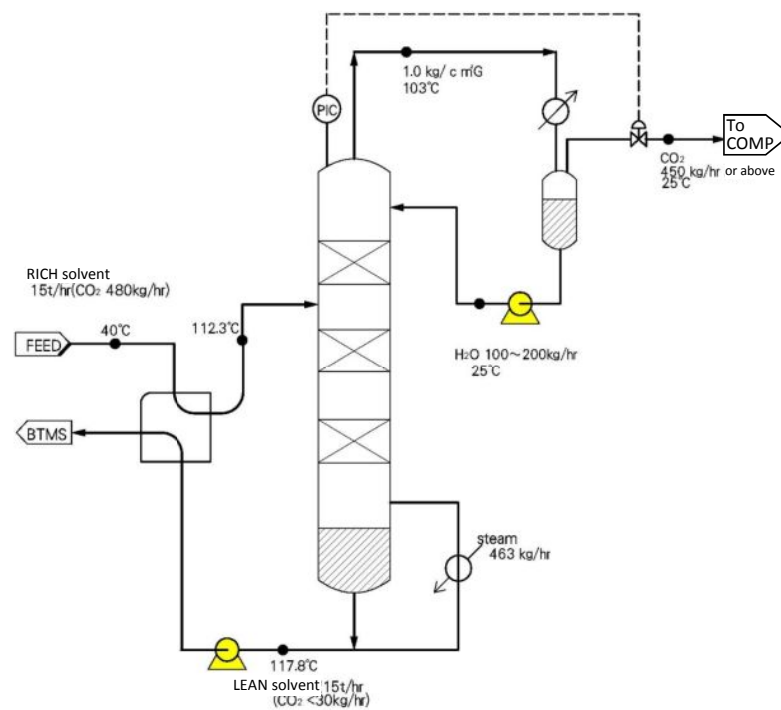 1.0 kg/c㎡G
103℃
PIC
To
COMP
CO₂
450 kg/hr or above
25℃
RICH solvent
15t/hr(CO₂ 480kg/hr)
40℃
112.3℃
FEED
H₂O 100～200kg/hr
25℃
BTMS
steam
463 kg/hr
117.8℃
LEAN solvent 15t/hr
(CO₂ <30kg/hr)